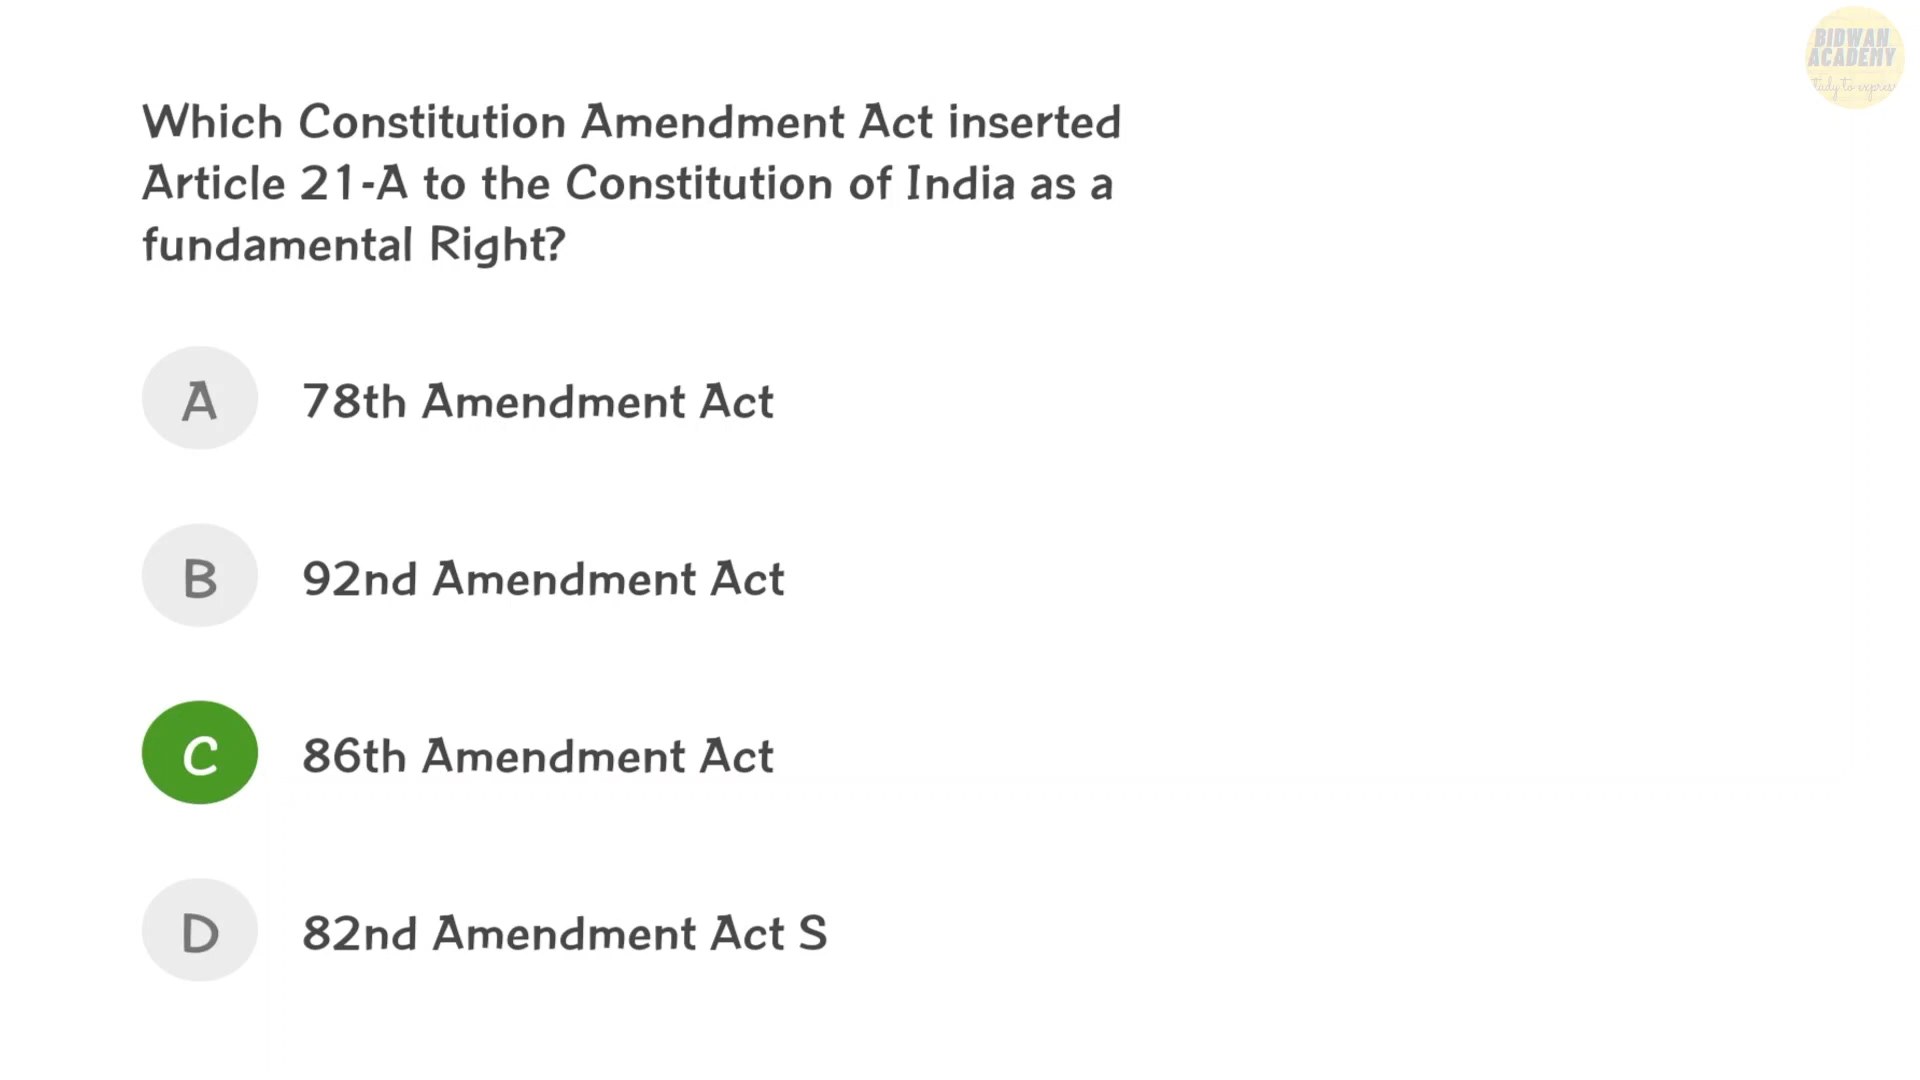 BIDWAN
ACADEMY
Which Constitution Amendment Act inserted
Article 21-A to the Constitution of India as a
fundamental Right?
A 78th Amendment Act
B 92nd Amendment Act
C 86th Amendment Act
D 82nd Amendment Act S